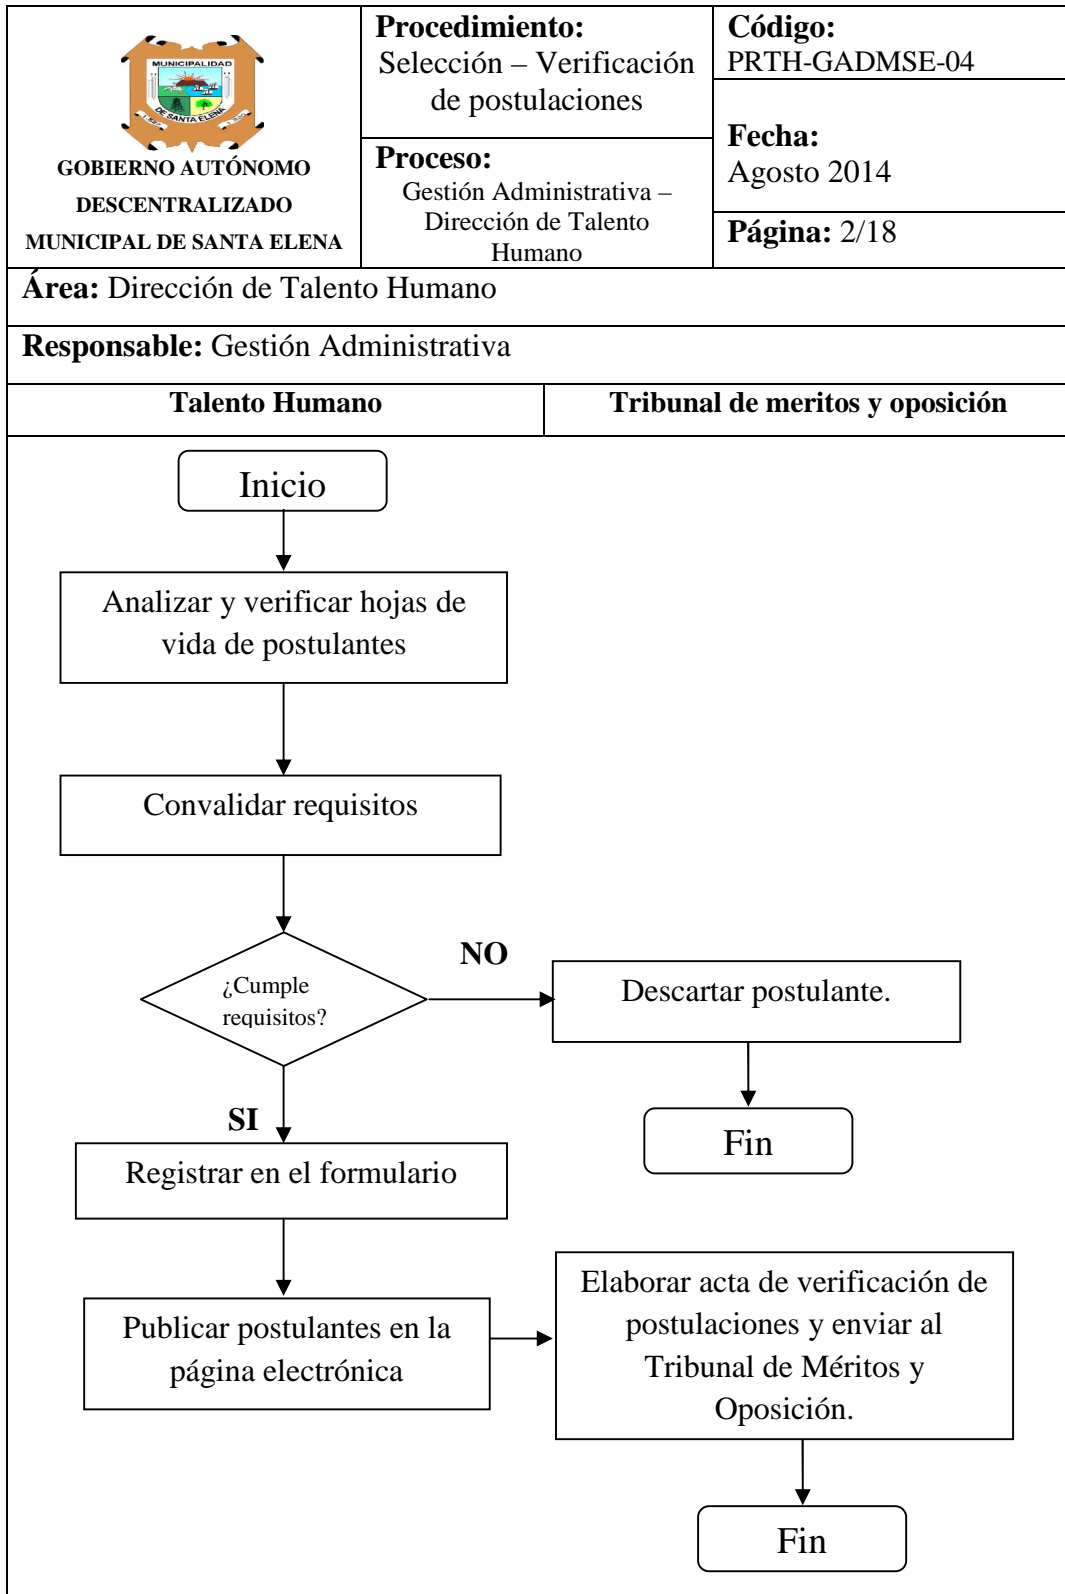 MUNICIPALIDAD
DE SANTA ELENA
GOBIERNO AUTÓNOMO
DESCENTRALIZADO
MUNICIPAL DE SANTA ELENA
Procedimiento:
Selección – Verificación
de postulaciones
Proceso:
Gestión Administrativa –
Dirección de Talento
Humano
Código:
PRTH-GADMSE-04
Fecha:
Agosto 2014
Página: 2/18
Área: Dirección de Talento Humano
Responsable: Gestión Administrativa
Talento Humano
Tribunal de meritos y oposición
Inicio
Analizar y verificar hojas de
vida de postulantes
Convalidar requisitos
¿Cumple
requisitos?
NO
Descartar postulante.
Fin
SI
Registrar en el formulario
Publicar postulantes en la
página electrónica
Elaborar acta de verificación de
postulaciones y enviar al
Tribunal de Méritos y
Oposición.
Fin